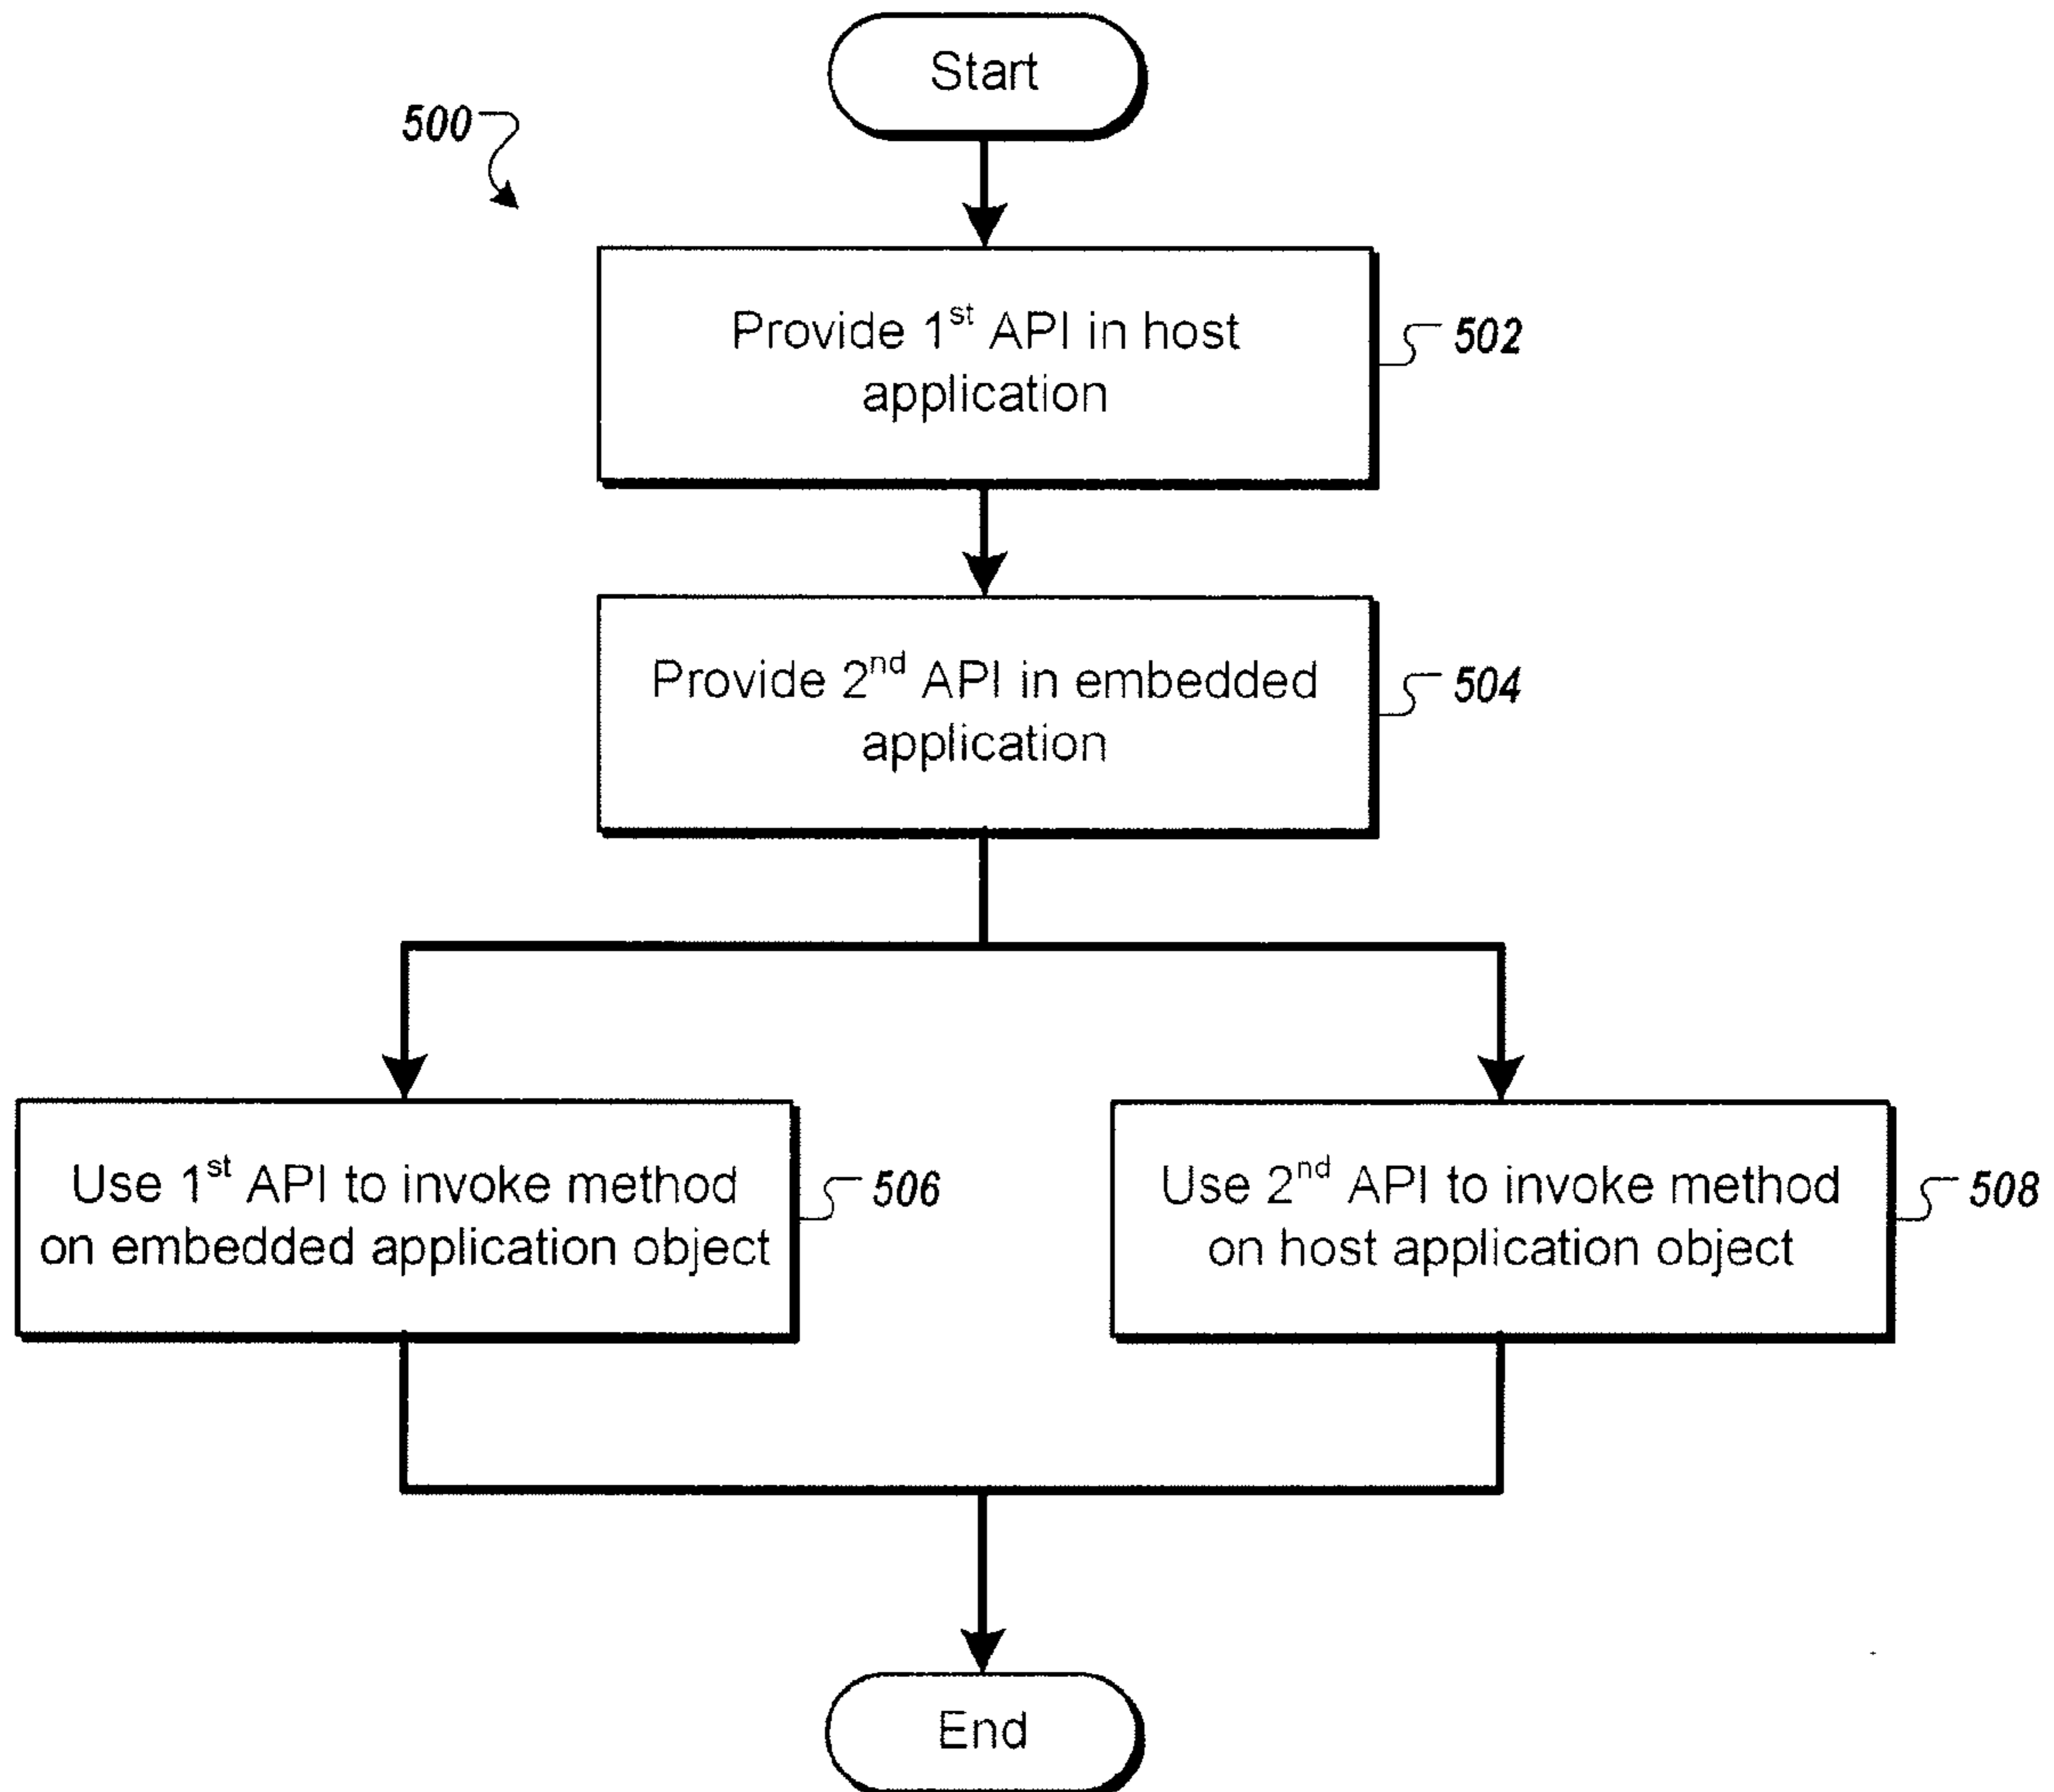 Start
500
Provide 1st API in host
application
502
Provide 2nd API in embedded
application
504
Use 1st API to invoke method
on embedded application object
506
Use 2nd API to invoke method
on host application object
508
End